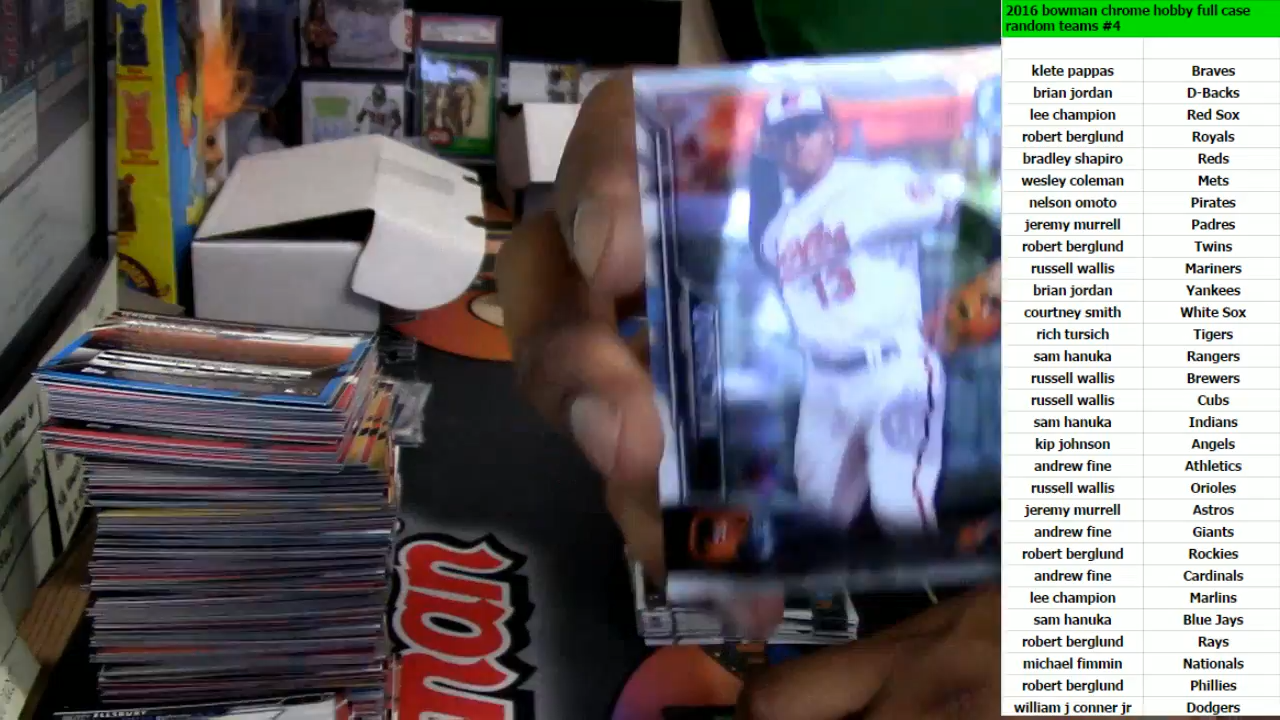 2016 bowman chrome hobby full case
random teams #4
klete pappas Braves
brian jordan D-Backs
lee champion Red Sox
robert berglund Royals
bradley shapiro Reds
wesley coleman Mets
nelson omoto Pirates
jeremy murrell Padres
robert berglund Twins
russell wallis Mariners
brian jordan Yankees
courtney smith White Sox
rich tursich Tigers
sam hanuka Rangers
russell wallis Brewers
russell wallis Cubs
sam hanuka Indians
kip johnson Angels
andrew fine Athletics
russell wallis Orioles
jeremy murrell Astros
andrew fine Giants
robert berglund Rockies
andrew fine Cardinals
lee champion Marlins
sam hanuka Blue Jays
robert berglund Rays
michael fimmin Nationals
robert berglund Phillies
william j conner jr Dodgers
13
man